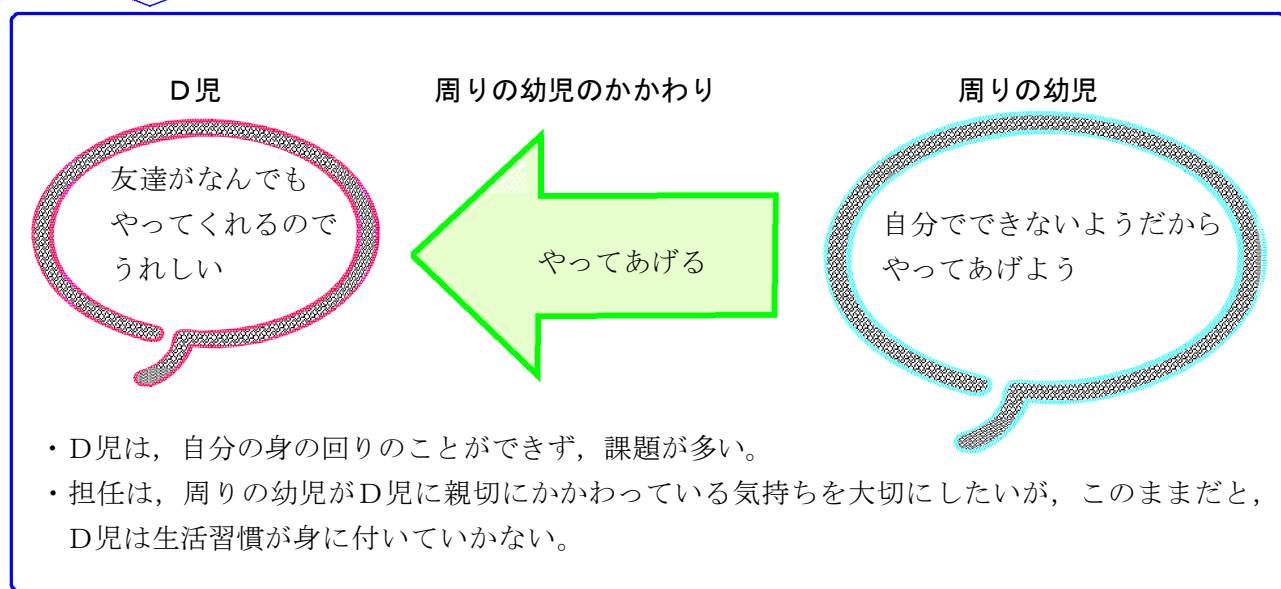 D児
周りの幼児のかかわり
周りの幼児
友達がなんでも
やってくれるので
うれしい
やってあげる
自分でできないようだから
やってあげよう
・D児は，自分の身の回りのことができず，課題が多い。
・担任は，周りの幼児がD児に親切にかかわっている気持ちを大切にしたいが，このままだと，
D児は生活習慣が身に付いていかない。